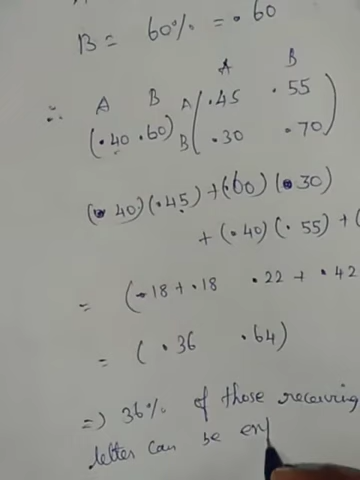 B = 60% = .60
A B
∴ A B A ( .45 .55 )
(.40 .60) B ( .30 .70 )
(.40)(.45)+(.60)(.30)
+(.40)(.55)+(
= (.18+.18 .22+.42
= (.36 .64)
=) 36% of those receiving
letter can be